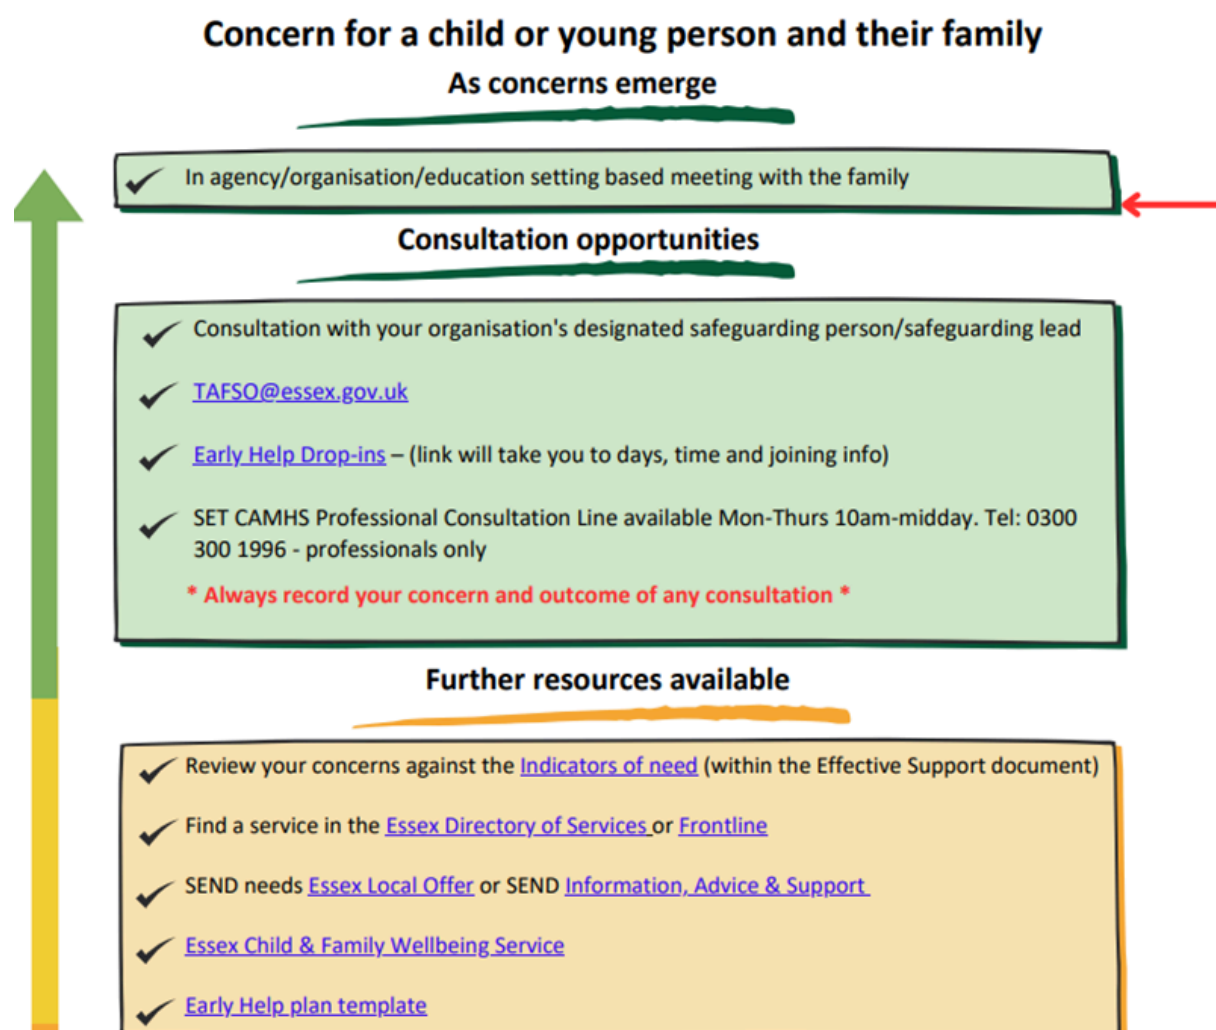 Concern for a child or young person and their family
As concerns emerge
In agency/organisation/education setting based meeting with the family
Consultation opportunities
Consultation with your organisation's designated safeguarding person/safeguarding lead
TAFSO@essex.gov.uk
Early Help Drop-ins – (link will take you to days, time and joining info)
SET CAMHS Professional Consultation Line available Mon-Thurs 10am-midday. Tel: 0300
300 1996 - professionals only
* Always record your concern and outcome of any consultation *
Further resources available
Review your concerns against the Indicators of need (within the Effective Support document)
Find a service in the Essex Directory of Services or Frontline
SEND needs Essex Local Offer or SEND Information, Advice & Support
Essex Child & Family Wellbeing Service
Early Help plan template